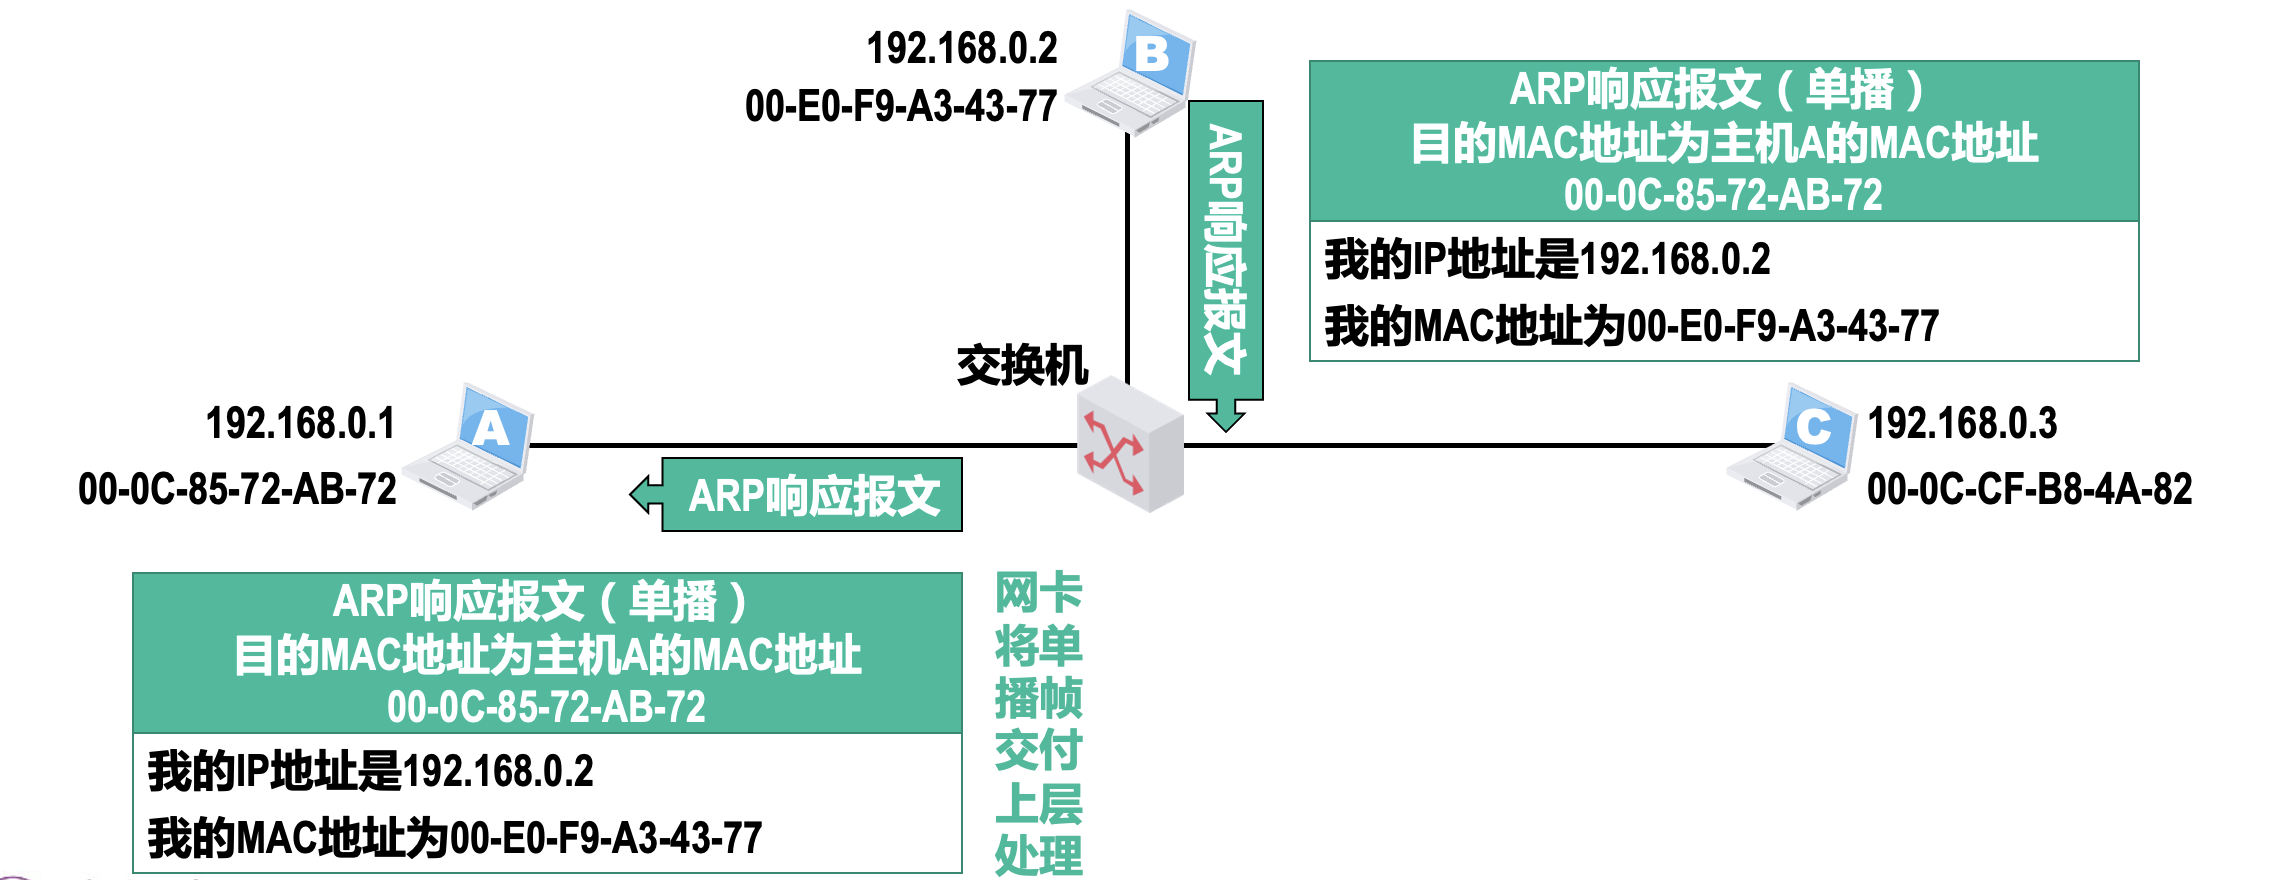 192.168.0.2
00-E0-F9-A3-43-77
B
ARP响应报文
ARP响应报文（单播）
目的MAC地址为主机A的MAC地址
00-0C-85-72-AB-72
我的IP地址是192.168.0.2
我的MAC地址为00-E0-F9-A3-43-77
交换机
192.168.0.1
00-0C-85-72-AB-72
A
C
192.168.0.3
00-0C-CF-B8-4A-82
ARP响应报文
ARP响应报文（单播）
目的MAC地址为主机A的MAC地址
00-0C-85-72-AB-72
我的IP地址是192.168.0.2
我的MAC地址为00-E0-F9-A3-43-77
网卡
将单
播帧
交付
上层
处理